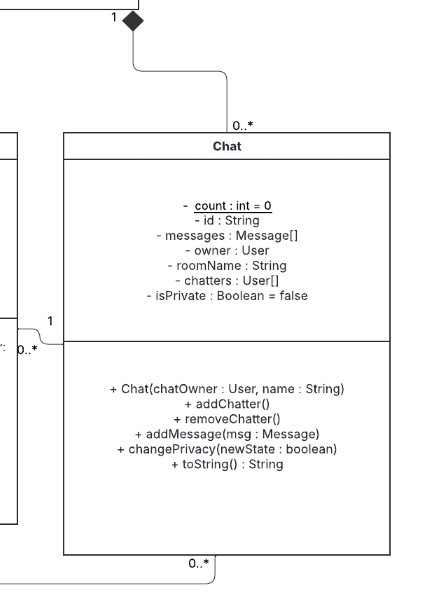 1
0..*
Chat
- count : int = 0
- id : String
- messages : Message[]
- owner : User
- roomName : String
- chatters : User[]
- isPrivate : Boolean = false
1
0..*
+ Chat(chatOwner : User, name : String)
+ addChatter()
+ removeChatter()
+ addMessage(msg : Message)
+ changePrivacy(newState : boolean)
+ toString() : String
0..*